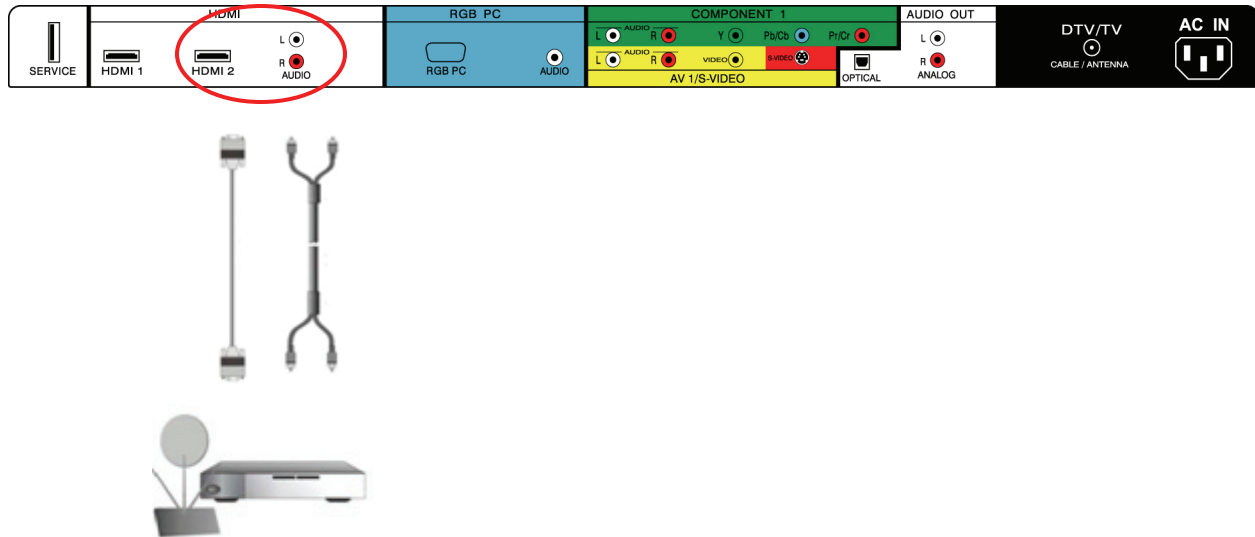 HDMI
RGB PC
COMPONENT 1
AUDIO OUT
SERVICE
HDMI 1
HDMI 2
L
R
AUDIO
RGB PC
AUDIO
L AUDIO R Y Pb/Cb Pr/Cr
L AUDIO R VIDEO S-VIDEO
AV 1/S-VIDEO
OPTICAL
L
R
ANALOG
DTV/TV
CABLE / ANTENNA
AC IN